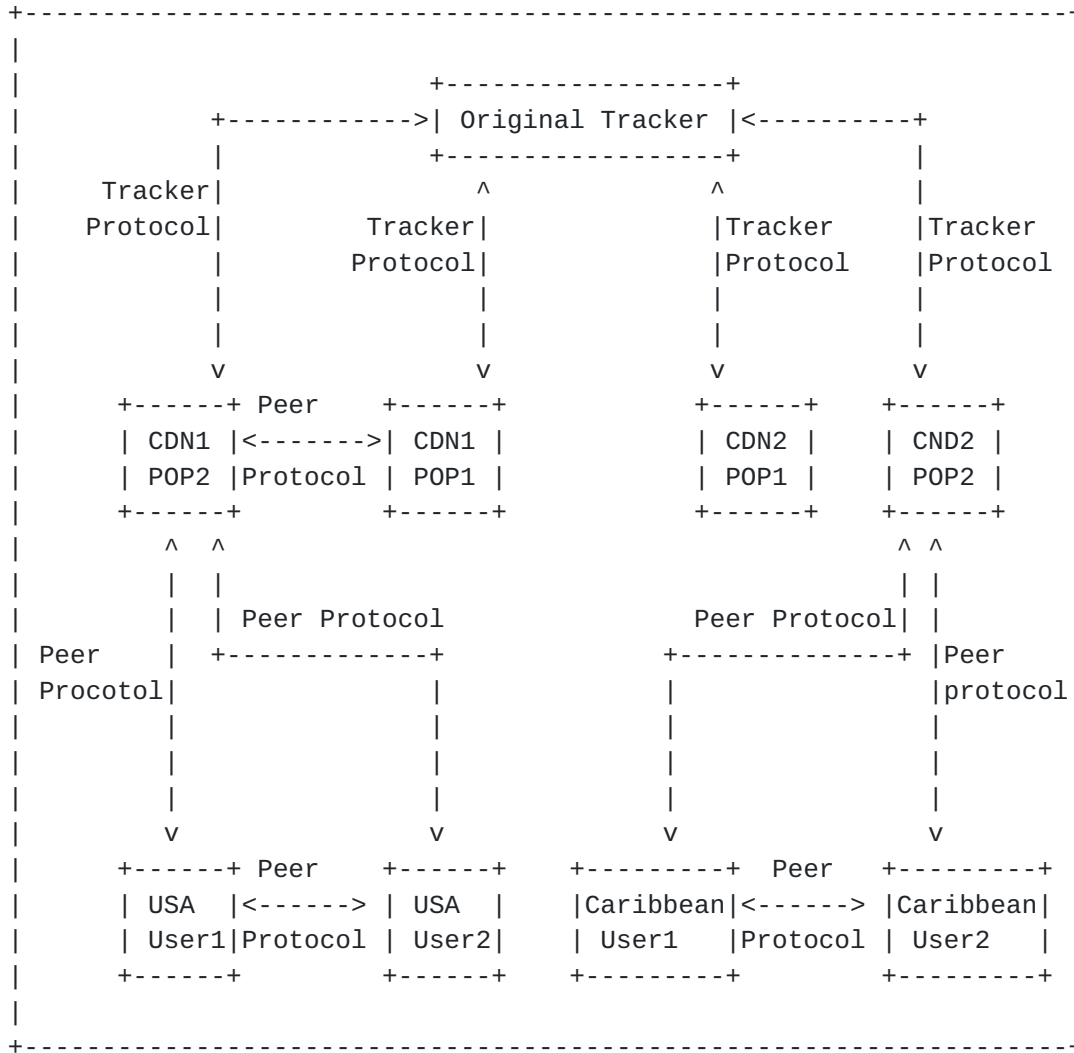 Original Tracker
Tracker
Protocol Tracker Tracker Tracker
Protocol Protocol Protocol
Peer
CDN1 CDN1 CDN2 CND2
POP2 Protocol POP1 POP1 POP2
Peer Protocol Peer Protocol
Peer Peer
Procotol protocol
Peer Peer
USA USA Caribbean Caribbean
User1 Protocol User2 User1 Protocol User2